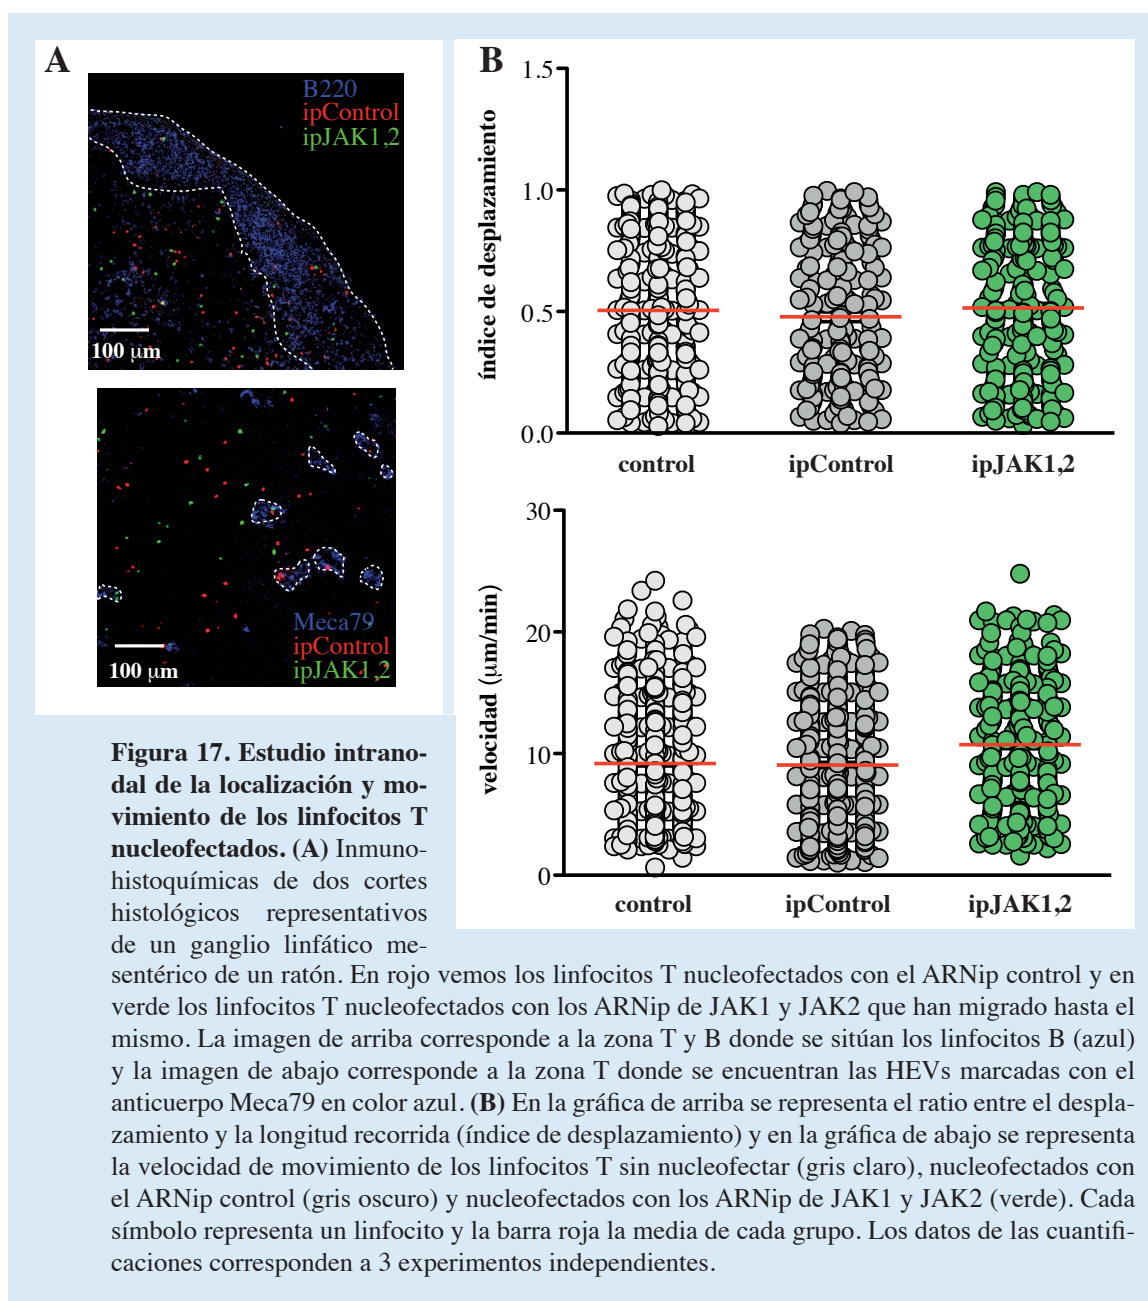 A
B220
ipControl
ipJAK1,2
100 μm
Meca79
ipControl
ipJAK1,2
100 μm
B
índice de desplazamiento
1.5
1.0
0.5
0.0
control
ipControl
ipJAK1,2
velocidad (μm/min)
30
20
10
0
control
ipControl
ipJAK1,2
Figura 17. Estudio intrano-
dal de la localización y mo-
vimiento de los linfocitos T
nucleofectados. (A) Inmuno-
histoquímicas de dos cortes
histológicos representativos
de un ganglio linfático me-
sentérico de un ratón. En rojo vemos los linfocitos T nucleofectados con el ARNip control y en
verde los linfocitos T nucleofectados con los ARNip de JAK1 y JAK2 que han migrado hasta el
mismo. La imagen de arriba corresponde a la zona T y B donde se sitúan los linfocitos B (azul)
y la imagen de abajo corresponde a la zona T donde se encuentran las HEVs marcadas con el
anticuerpo Meca79 en color azul. (B) En la gráfica de arriba se representa el ratio entre el despla-
zamiento y la longitud recorrida (índice de desplazamiento) y en la gráfica de abajo se representa
la velocidad de movimiento de los linfocitos T sin nucleofectar (gris claro), nucleofectados con
el ARNip control (gris oscuro) y nucleofectados con los ARNip de JAK1 y JAK2 (verde). Cada
símbolo representa un linfocito y la barra roja la media de cada grupo. Los datos de las cuantifi-
caciones corresponden a 3 experimentos independientes.